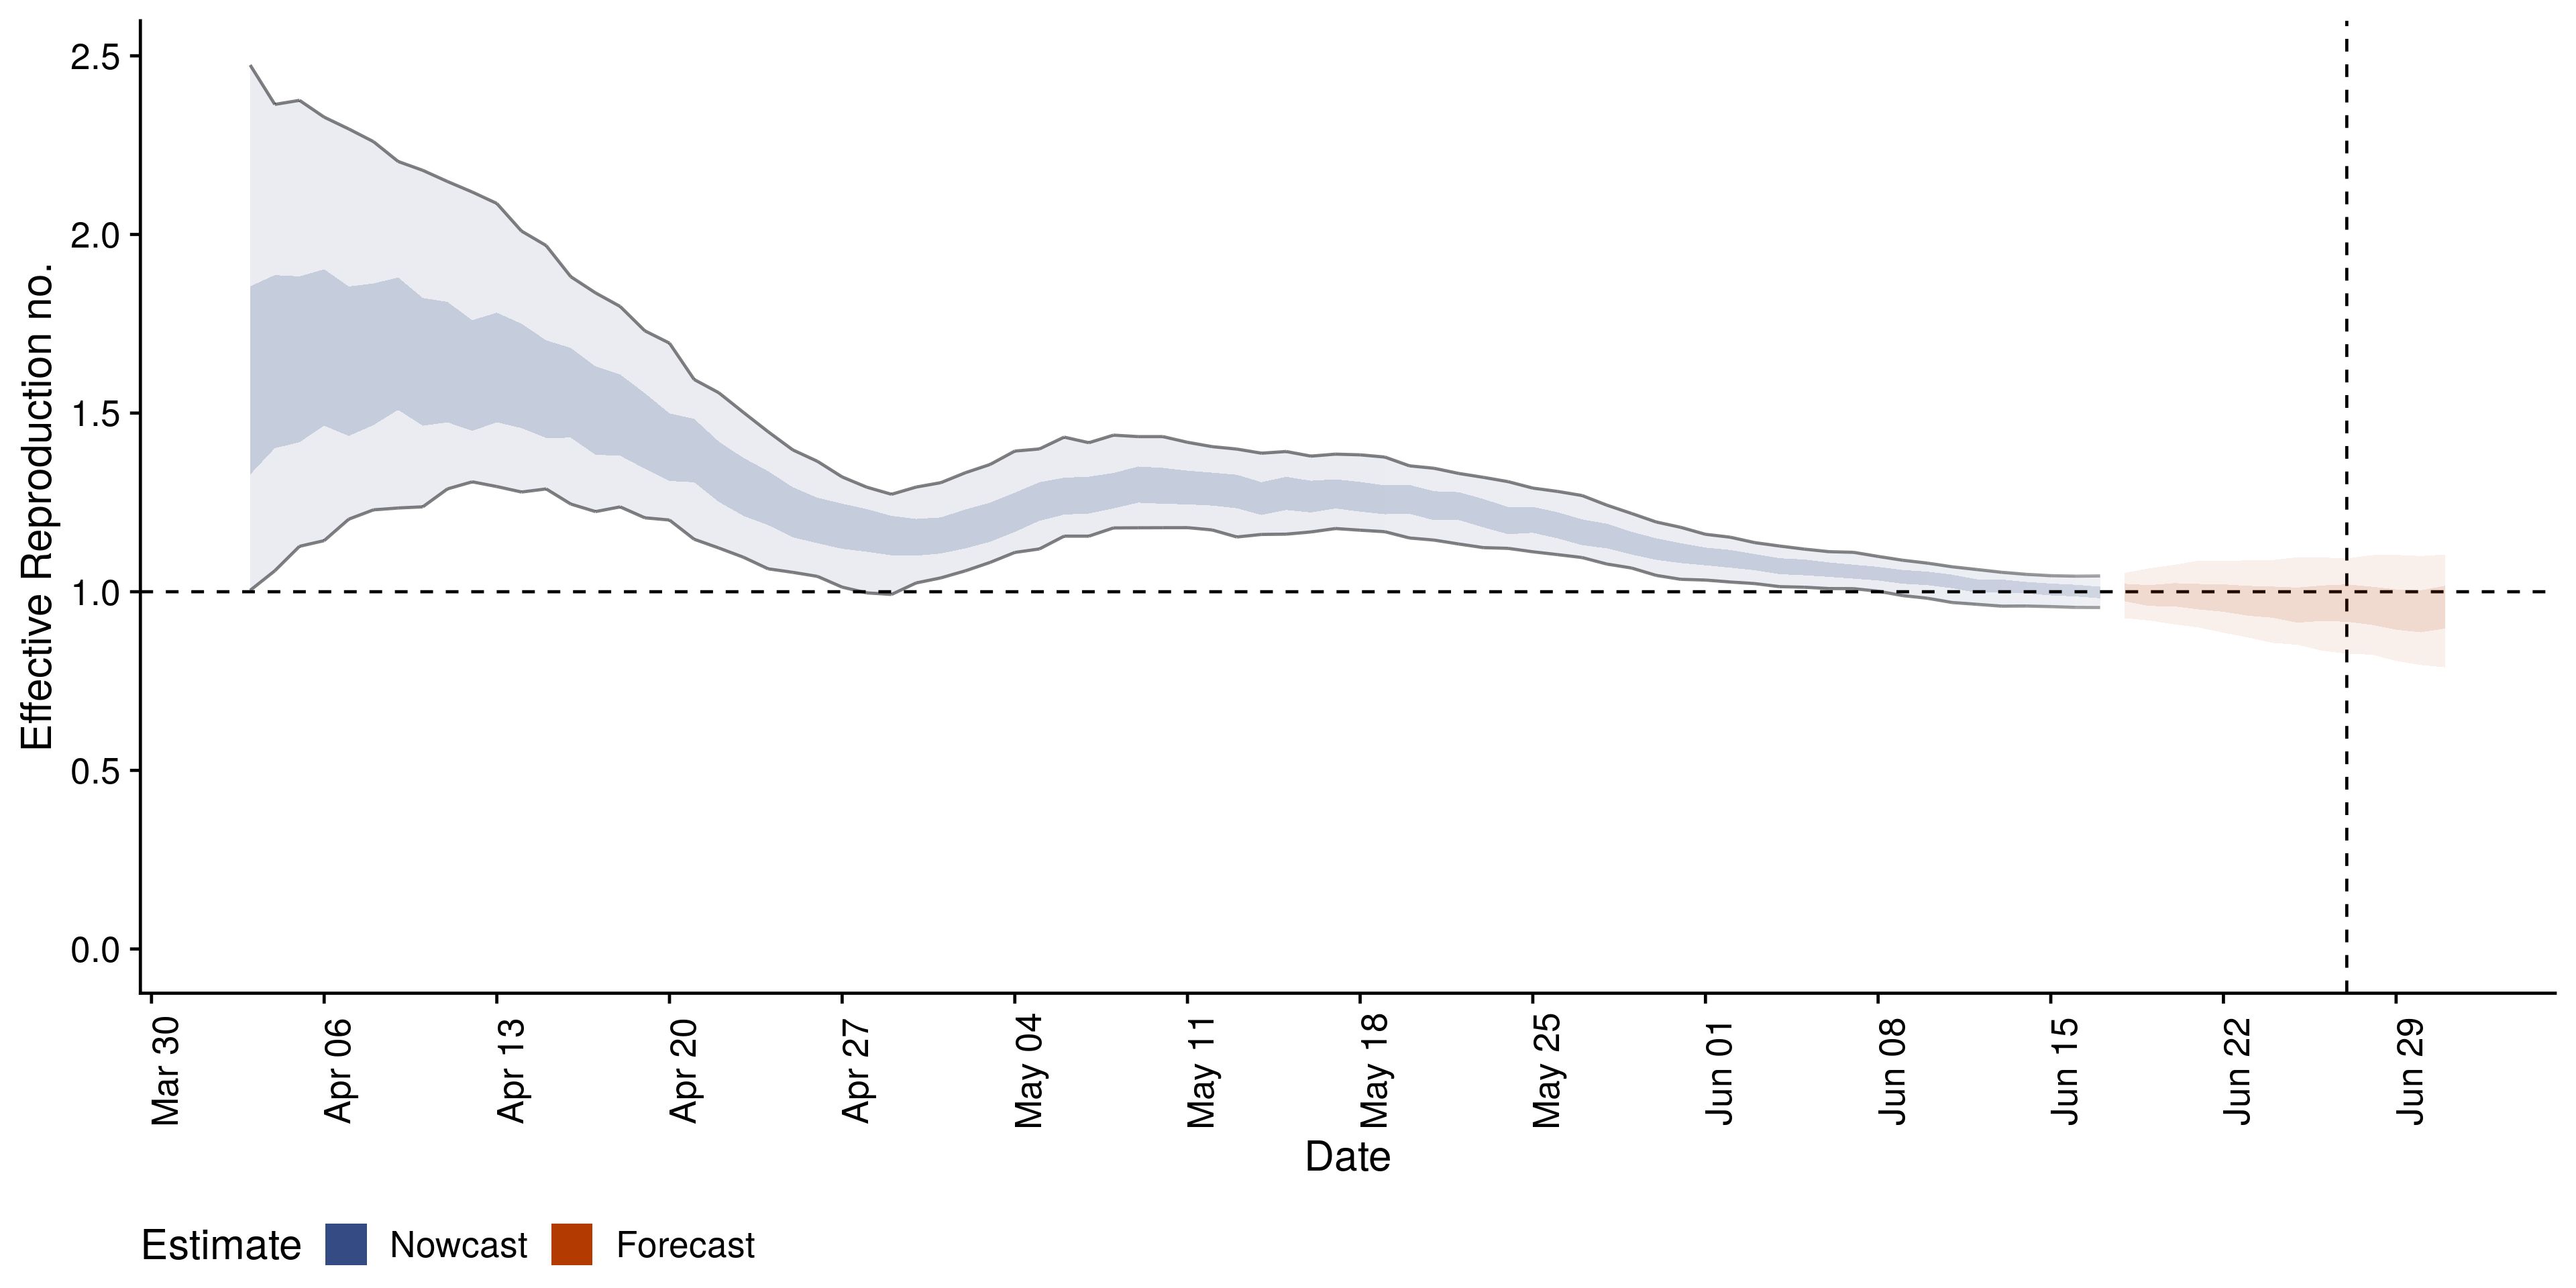 Effective Reproduction no.
2.5
2.0
1.5
1.0
0.5
0.0
Mar 30
Apr 06
Apr 13
Apr 20
Apr 27
May 04
May 11
May 18
May 25
Jun 01
Jun 08
Jun 15
Jun 22
Jun 29
Date
Estimate Nowcast Forecast